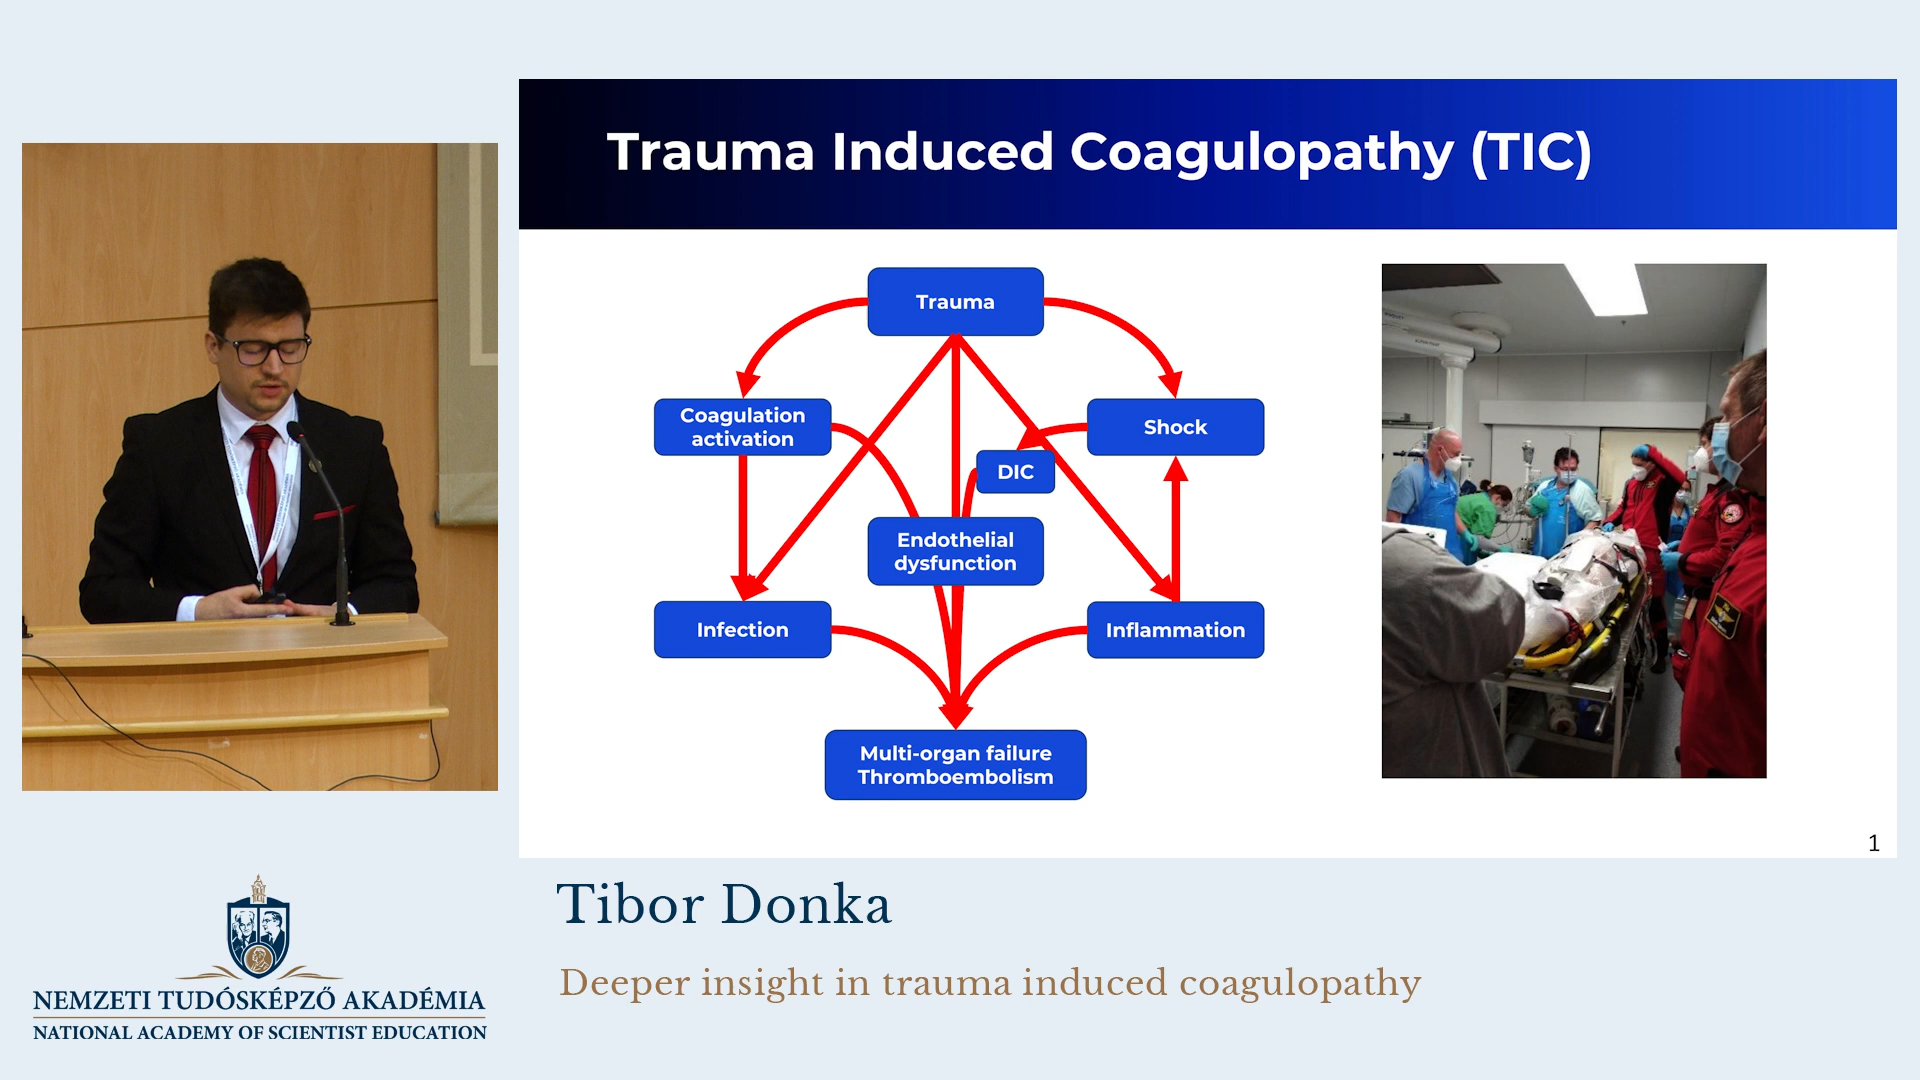 Trauma Induced Coagulopathy (TIC)
Trauma
Coagulation
activation
Shock
DIC
Endothelial
dysfunction
Infection
Inflammation
Multi-organ failure
Thromboembolism
1
Tibor Donka
Deeper insight in trauma induced coagulopathy
NEMZETI TUDÓSKÉPZŐ AKADÉMIA
NATIONAL ACADEMY OF SCIENTIST EDUCATION